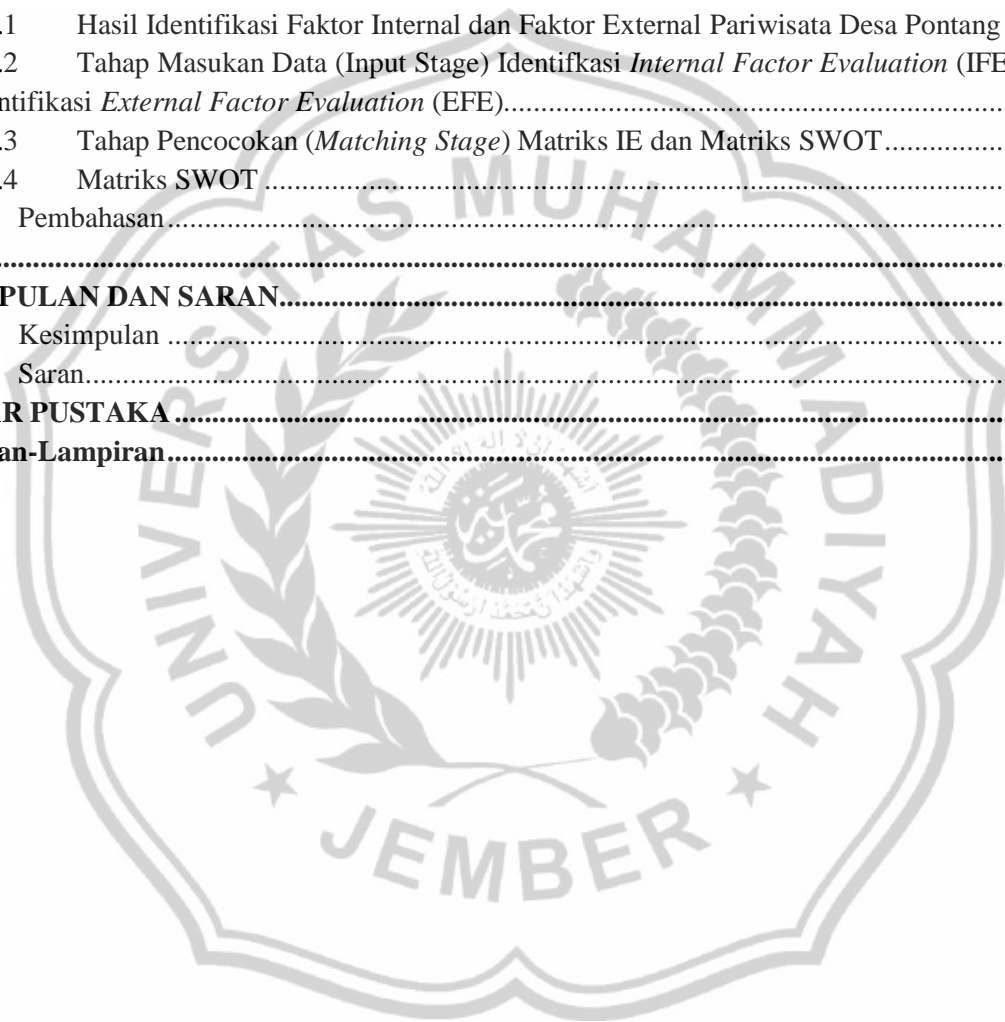 .1 Hasil Identifikasi Faktor Internal dan Faktor External Pariwisata Desa Pontang
.2 Tahap Masukan Data (Input Stage) Identifkasi Internal Factor Evaluation (IFE
ntifikasi External Factor Evaluation (EFE)..........
.3 Tahap Pencocokan (Matching Stage) Matriks IE dan Matriks SWOT..........
.4 Matriks SWOT ..........
Pembahasan..........
..........
PULAN DAN SARAN..........
Kesimpulan ..........
Saran..........
R PUSTAKA ..........
an-Lampiran..........
UNIVERSITAS MUHAMMADIYAH
JEMBER